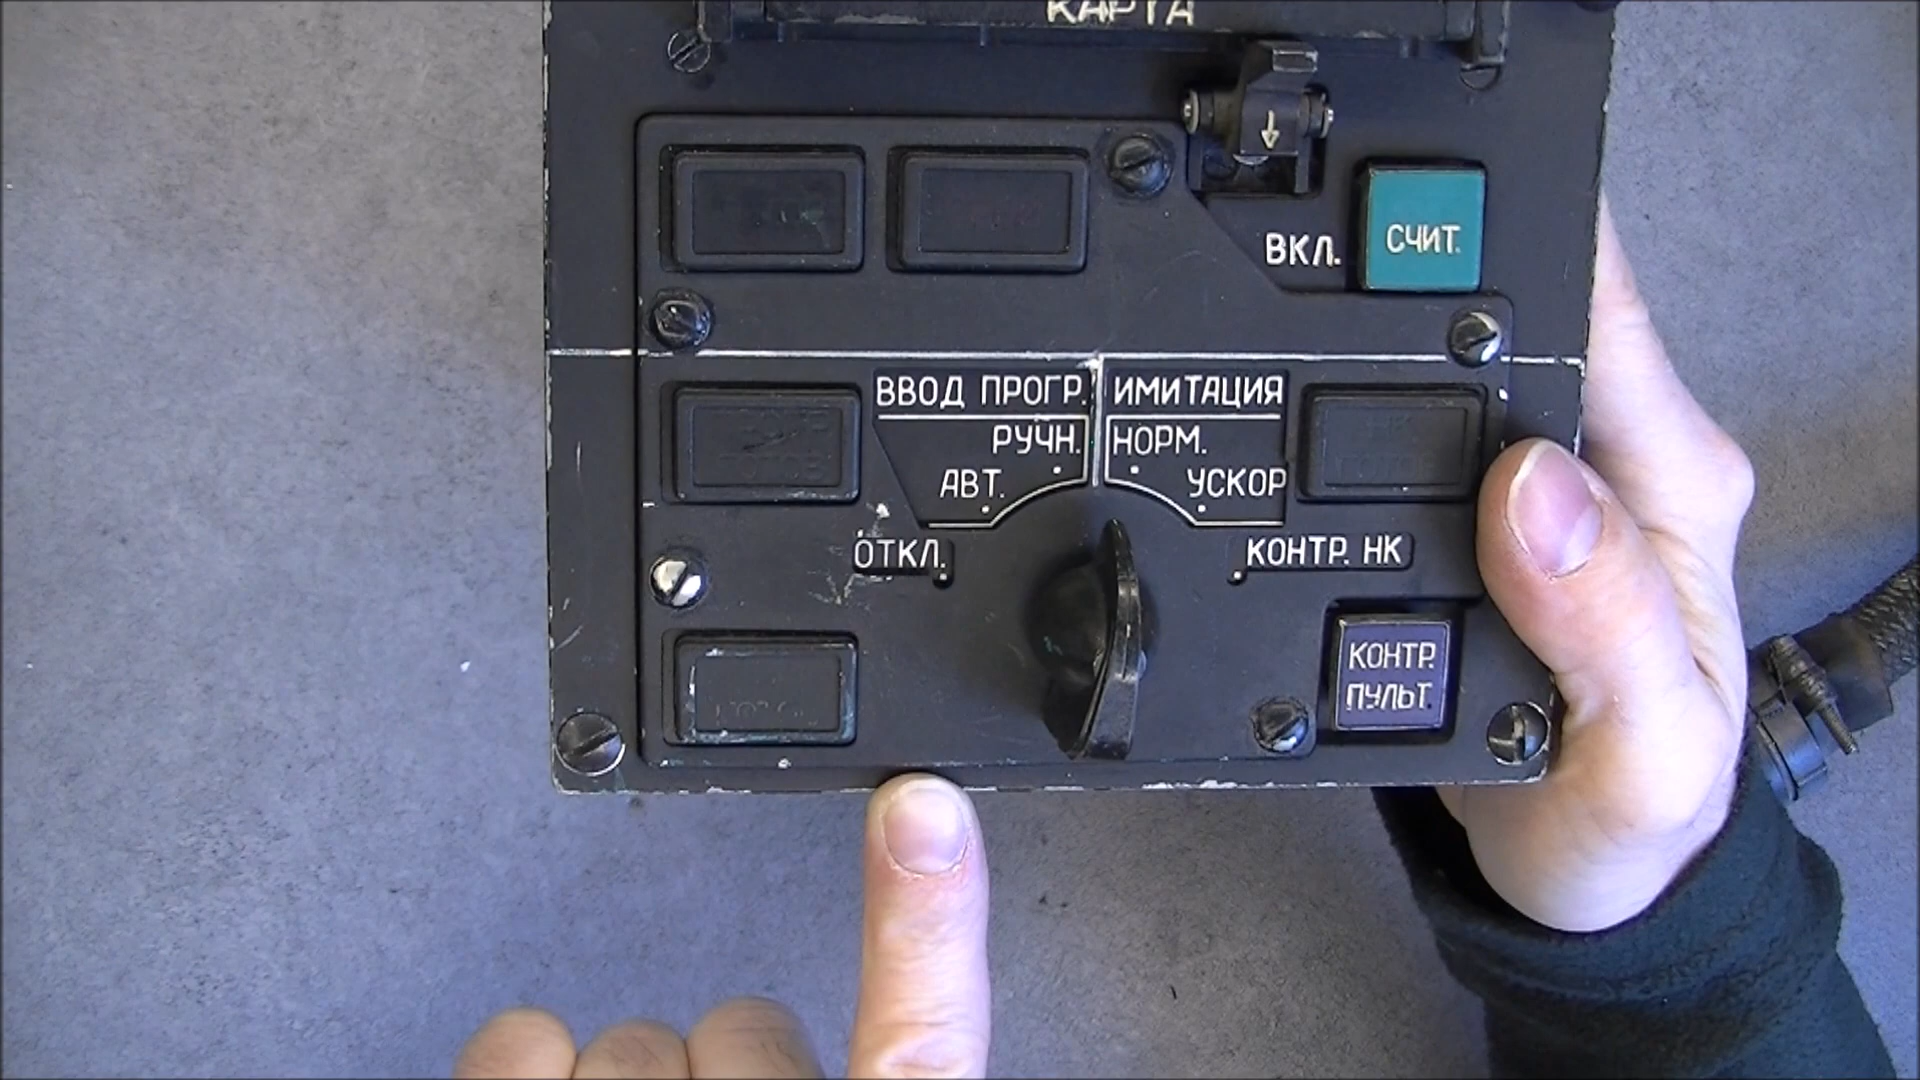 КАРТА
ВКЛ.
СЧИТ.
ВВОД ПРОГР.
ИМИТАЦИЯ
РУЧН.
НОРМ.
АВТ.
УСКОР
ОТКЛ.
КОНТР. НК
КОНТР.
ПУЛЬТ.